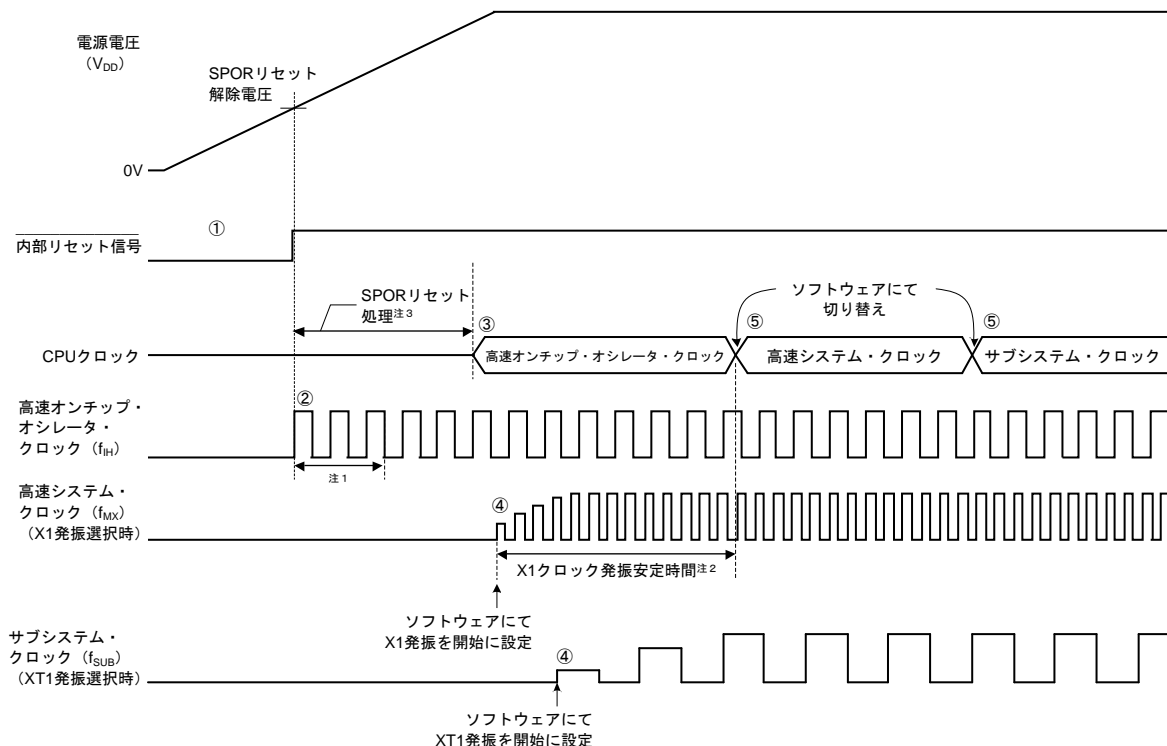 電源電圧
（VDD）
SPORリセット
解除電圧
0V
①
内部リセット信号
SPORリセット
処理注3
③
ソフトウェアにて
切り替え
⑤
⑤
CPUクロック
高速オンチップ・オシレータ・クロック
高速システム・クロック
サブシステム・クロック
高速オンチップ・
オシレータ・
クロック（fIH）
②
注1
高速システム・
クロック（fMX）
（X1発振選択時）
④
X1クロック発振安定時間注2
ソフトウェアにて
X1発振を開始に設定
サブシステム・
クロック（fSUB）
（XT1発振選択時）
④
ソフトウェアにて
XT1発振を開始に設定